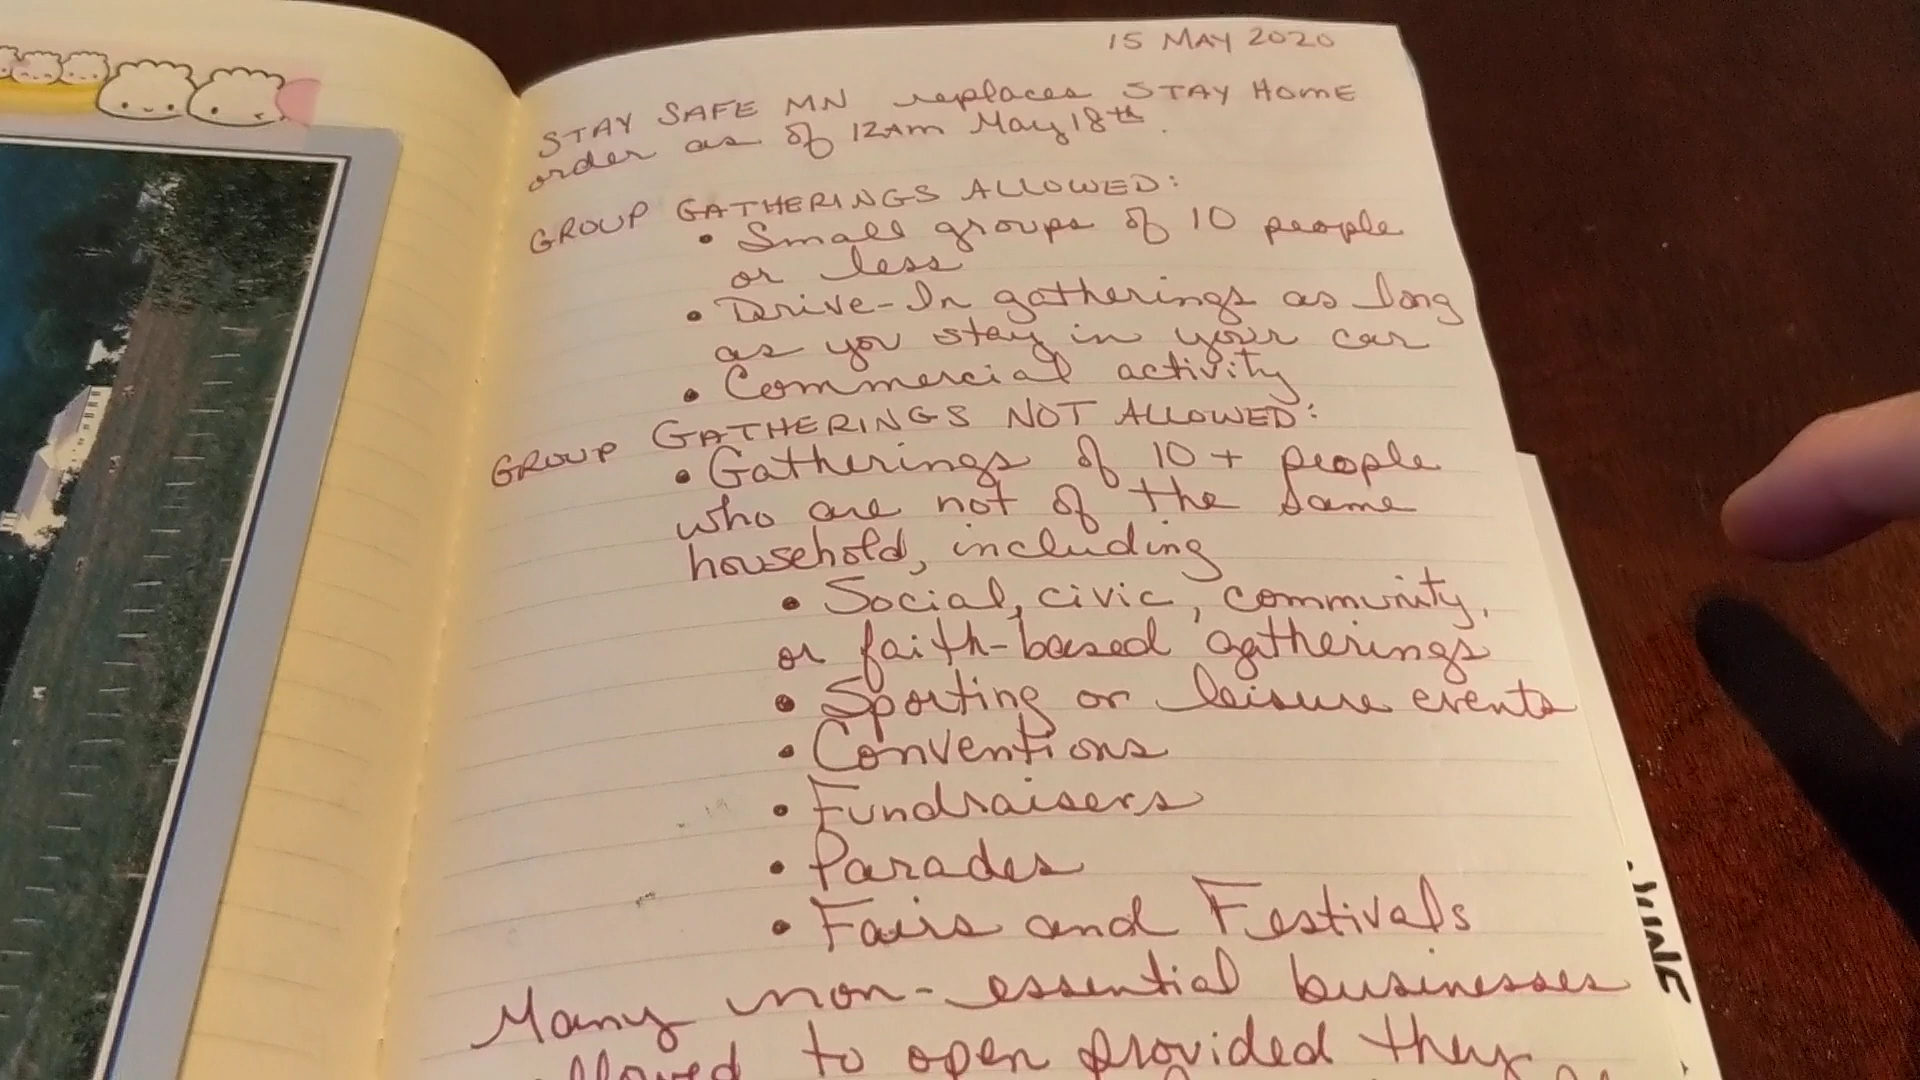 15 MAY 2020
STAY SAFE MN replaces STAY HOME
order as of 12am May 18th.
GROUP GATHERINGS ALLOWED:
• Small groups of 10 people
or less
• Drive-In gatherings as long
as you stay in your car
• Commercial activity
GROUP GATHERINGS NOT ALLOWED:
• Gatherings of 10+ people
who are not of the same
household, including
• Social, civic, community,
or faith-based gatherings
• Sporting or leisure events
• Conventions
• Fundraisers
• Parades
• Fairs and Festivals
Many non-essential businesses
allowed to open provided they
JUNE